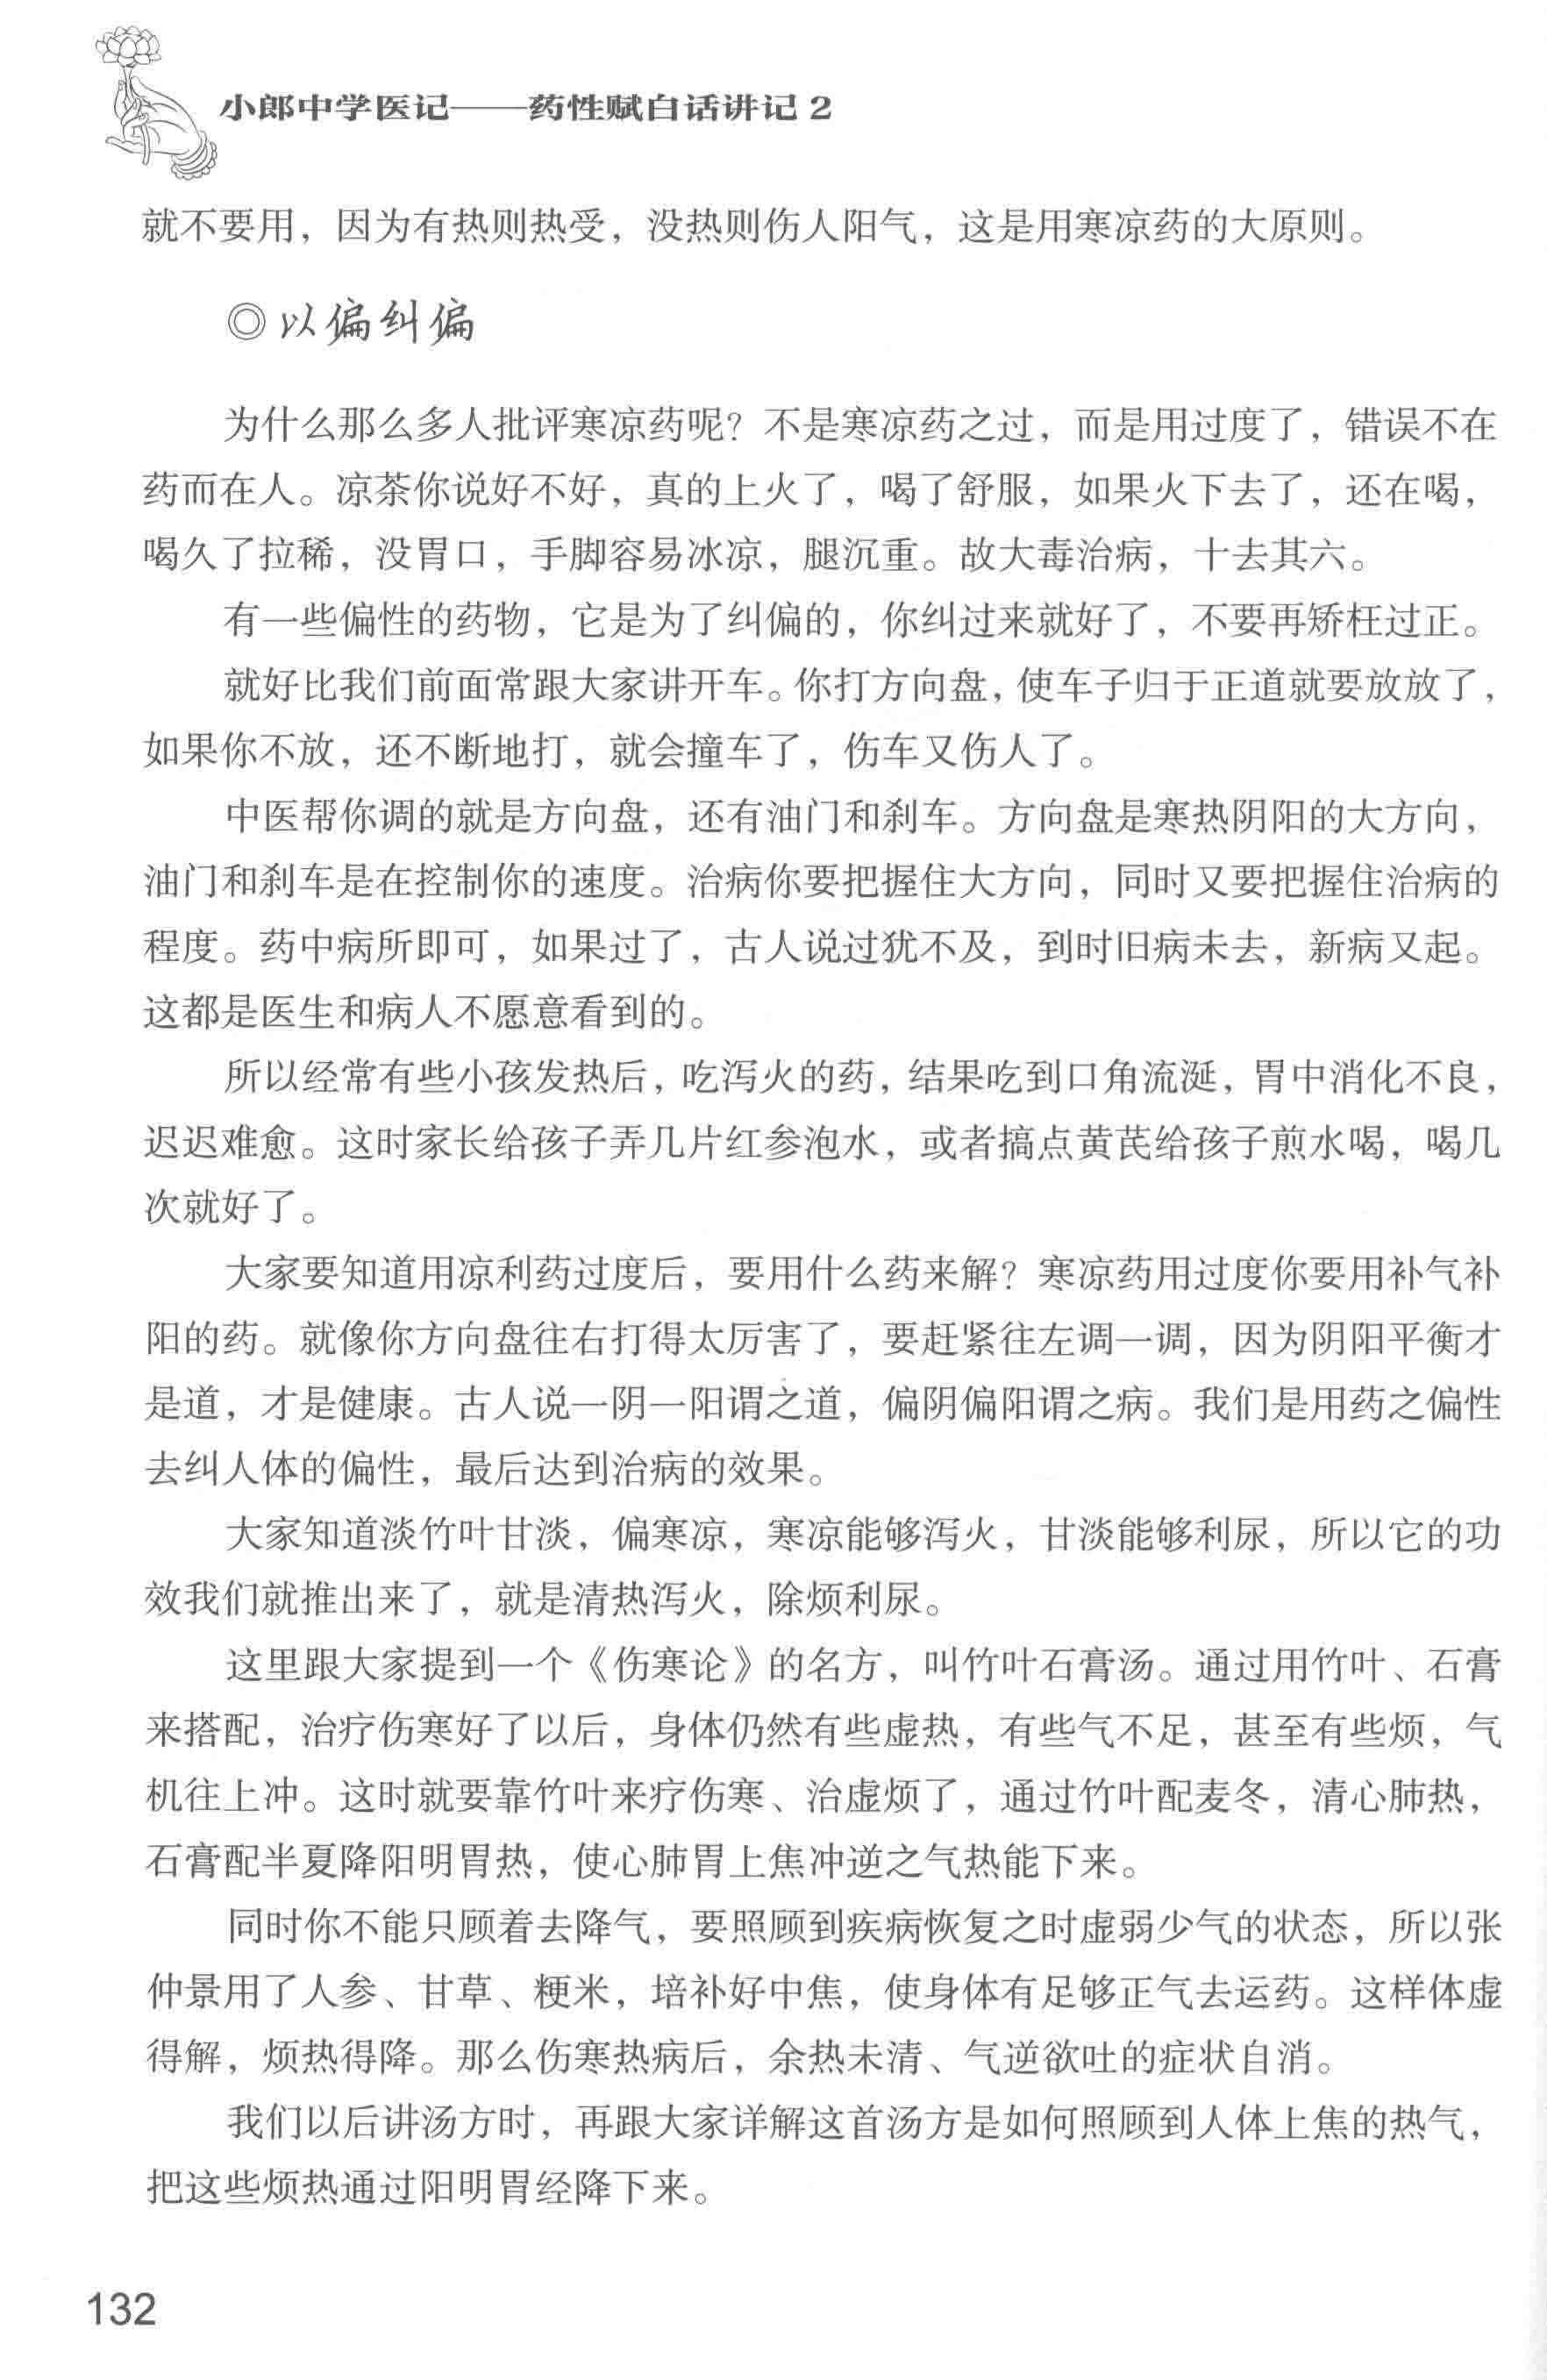 小郎中学医记——药性赋白话讲记2
就不要用，因为有热则热受，没热则伤人阳气，这是用寒凉药的大原则。
◎以偏纠偏
为什么那么多人批评寒凉药呢？不是寒凉药之过，而是用过度了，错误不在
药而在人。凉茶你说好不好，真的上火了，喝了舒服，如果火下去了，还在喝，
喝久了拉稀，没胃口，手脚容易冰凉，腿沉重。故大毒治病，十去其六。
有一些偏性的药物，它是为了纠偏的，你纠过来就好了，不要再矫枉过正。
就好比我们前面常跟大家讲开车。你打方向盘，使车子归于正道就要放放了，
如果你不放，还不断地打，就会撞车了，伤车又伤人了。
中医帮你调的就是方向盘，还有油门和刹车。方向盘是寒热阴阳的大方向，
油门和刹车是在控制你的速度。治病你要把握住大方向，同时又要把握住治病的
程度。药中病所即可，如果过了，古人说过犹不及，到时旧病未去，新病又起。
这都是医生和病人不愿意看到的。
所以经常有些小孩发热后，吃泻火的药，结果吃到口角流涎，胃中消化不良，
迟迟难愈。这时家长给孩子弄几片红参泡水，或者搞点黄芪给孩子煎水喝，喝几
次就好了。
大家要知道用凉利药过度后，要用什么药来解？寒凉药用过度你要用补气补
阳的药。就像你方向盘往右打得太厉害了，要赶紧往左调一调，因为阴阳平衡才
是道，才是健康。古人说一阴一阳谓之道，偏阴偏阳谓之病。我们是用药之偏性
去纠人体的偏性，最后达到治病的效果。
大家知道淡竹叶甘淡，偏寒凉，寒凉能够泻火，甘淡能够利尿，所以它的功
效我们就推出来了，就是清热泻火，除烦利尿。
这里跟大家提到一个《伤寒论》的名方，叫竹叶石膏汤。通过用竹叶、石膏
来搭配，治疗伤寒好了以后，身体仍然有些虚热，有些气不足，甚至有些烦，气
机往上冲。这时就要靠竹叶来疗伤寒、治虚烦了，通过竹叶配麦冬，清心肺热，
石膏配半夏降阳明胃热，使心肺胃上焦冲逆之气热能下来。
同时你不能只顾着去降气，要照顾到疾病恢复之时虚弱少气的状态，所以张
仲景用了人参、甘草、粳米，培补好中焦，使身体有足够正气去运药。这样体虚
得解，烦热得降。那么伤寒热病后，余热未清、气逆欲吐的症状自消。
我们以后讲汤方时，再跟大家详解这首汤方是如何照顾到人体上焦的热气，
把这些烦热通过阳明胃经降下来。
132